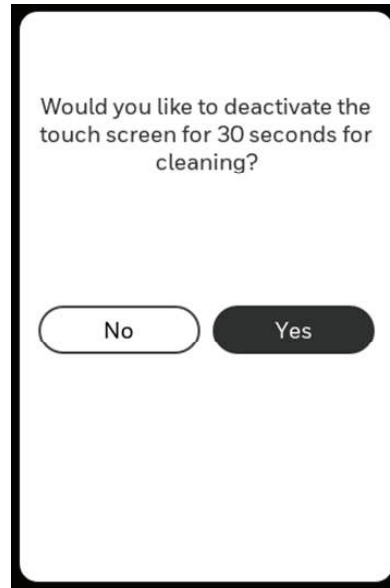 Would you like to deactivate the
touch screen for 30 seconds for
cleaning?
No
Yes